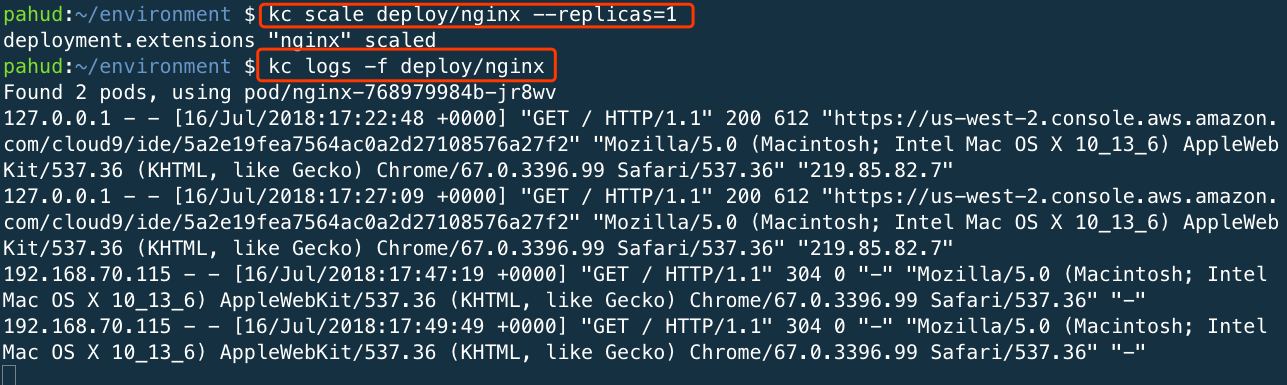 pahud:~/environment $ kc scale deploy/nginx --replicas=1
deployment.extensions "nginx" scaled
pahud:~/environment $ kc logs -f deploy/nginx
Found 2 pods, using pod/nginx-768979984b-jr8wv
127.0.0.1 - - [16/Jul/2018:17:22:48 +0000] "GET / HTTP/1.1" 200 612 "https://us-west-2.console.aws.amazon.
com/cloud9/ide/5a2e19fea7564ac0a2d27108576a27f2" "Mozilla/5.0 (Macintosh; Intel Mac OS X 10_13_6) AppleWeb
Kit/537.36 (KHTML, like Gecko) Chrome/67.0.3396.99 Safari/537.36" "219.85.82.7"
127.0.0.1 - - [16/Jul/2018:17:27:09 +0000] "GET / HTTP/1.1" 200 612 "https://us-west-2.console.aws.amazon.
com/cloud9/ide/5a2e19fea7564ac0a2d27108576a27f2" "Mozilla/5.0 (Macintosh; Intel Mac OS X 10_13_6) AppleWeb
Kit/537.36 (KHTML, like Gecko) Chrome/67.0.3396.99 Safari/537.36" "219.85.82.7"
192.168.70.115 - - [16/Jul/2018:17:47:19 +0000] "GET / HTTP/1.1" 304 0 "-" "Mozilla/5.0 (Macintosh; Intel
Mac OS X 10_13_6) AppleWebKit/537.36 (KHTML, like Gecko) Chrome/67.0.3396.99 Safari/537.36" "-"
192.168.70.115 - - [16/Jul/2018:17:49:49 +0000] "GET / HTTP/1.1" 304 0 "-" "Mozilla/5.0 (Macintosh; Intel
Mac OS X 10_13_6) AppleWebKit/537.36 (KHTML, like Gecko) Chrome/67.0.3396.99 Safari/537.36" "-"